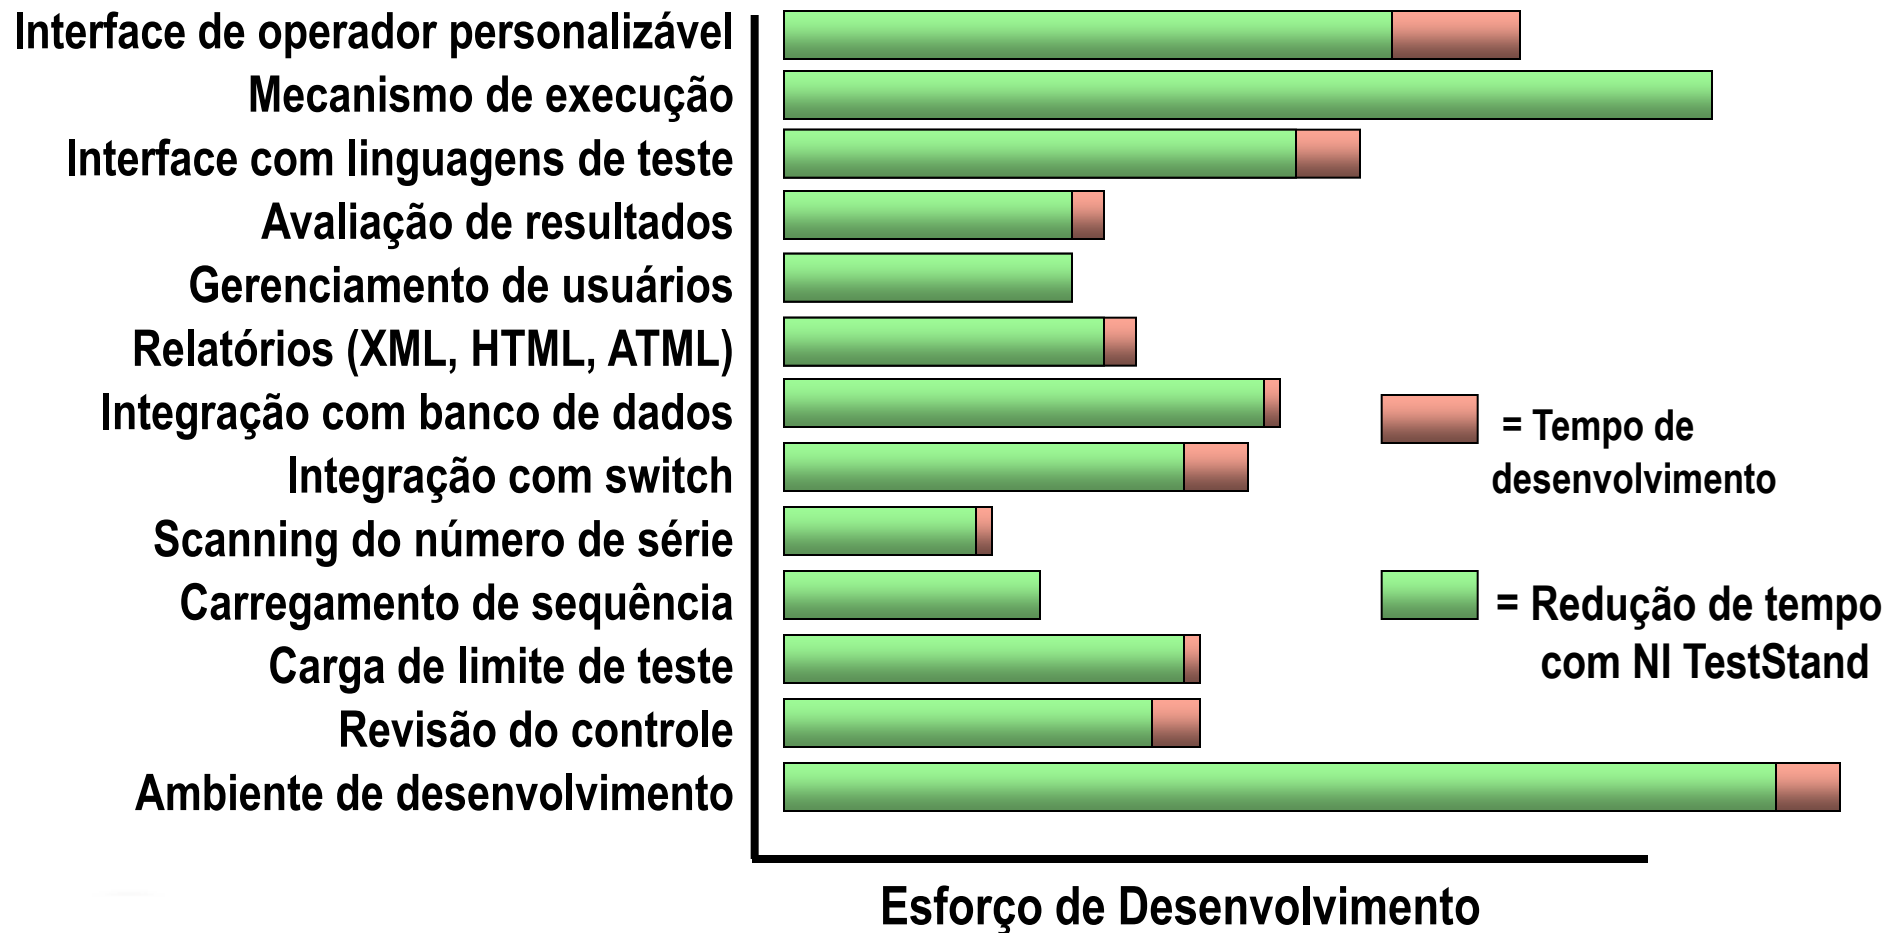 Interface de operador personalizável
Mecanismo de execução
Interface com linguagens de teste
Avaliação de resultados
Gerenciamento de usuários
Relatórios (XML, HTML, ATML)
Integração com banco de dados
Integração com switch
Scanning do número de série
Carregamento de sequência
Carga de limite de teste
Revisão do controle
Ambiente de desenvolvimento
= Tempo de
desenvolvimento
= Redução de tempo
com NI TestStand
Esforço de Desenvolvimento